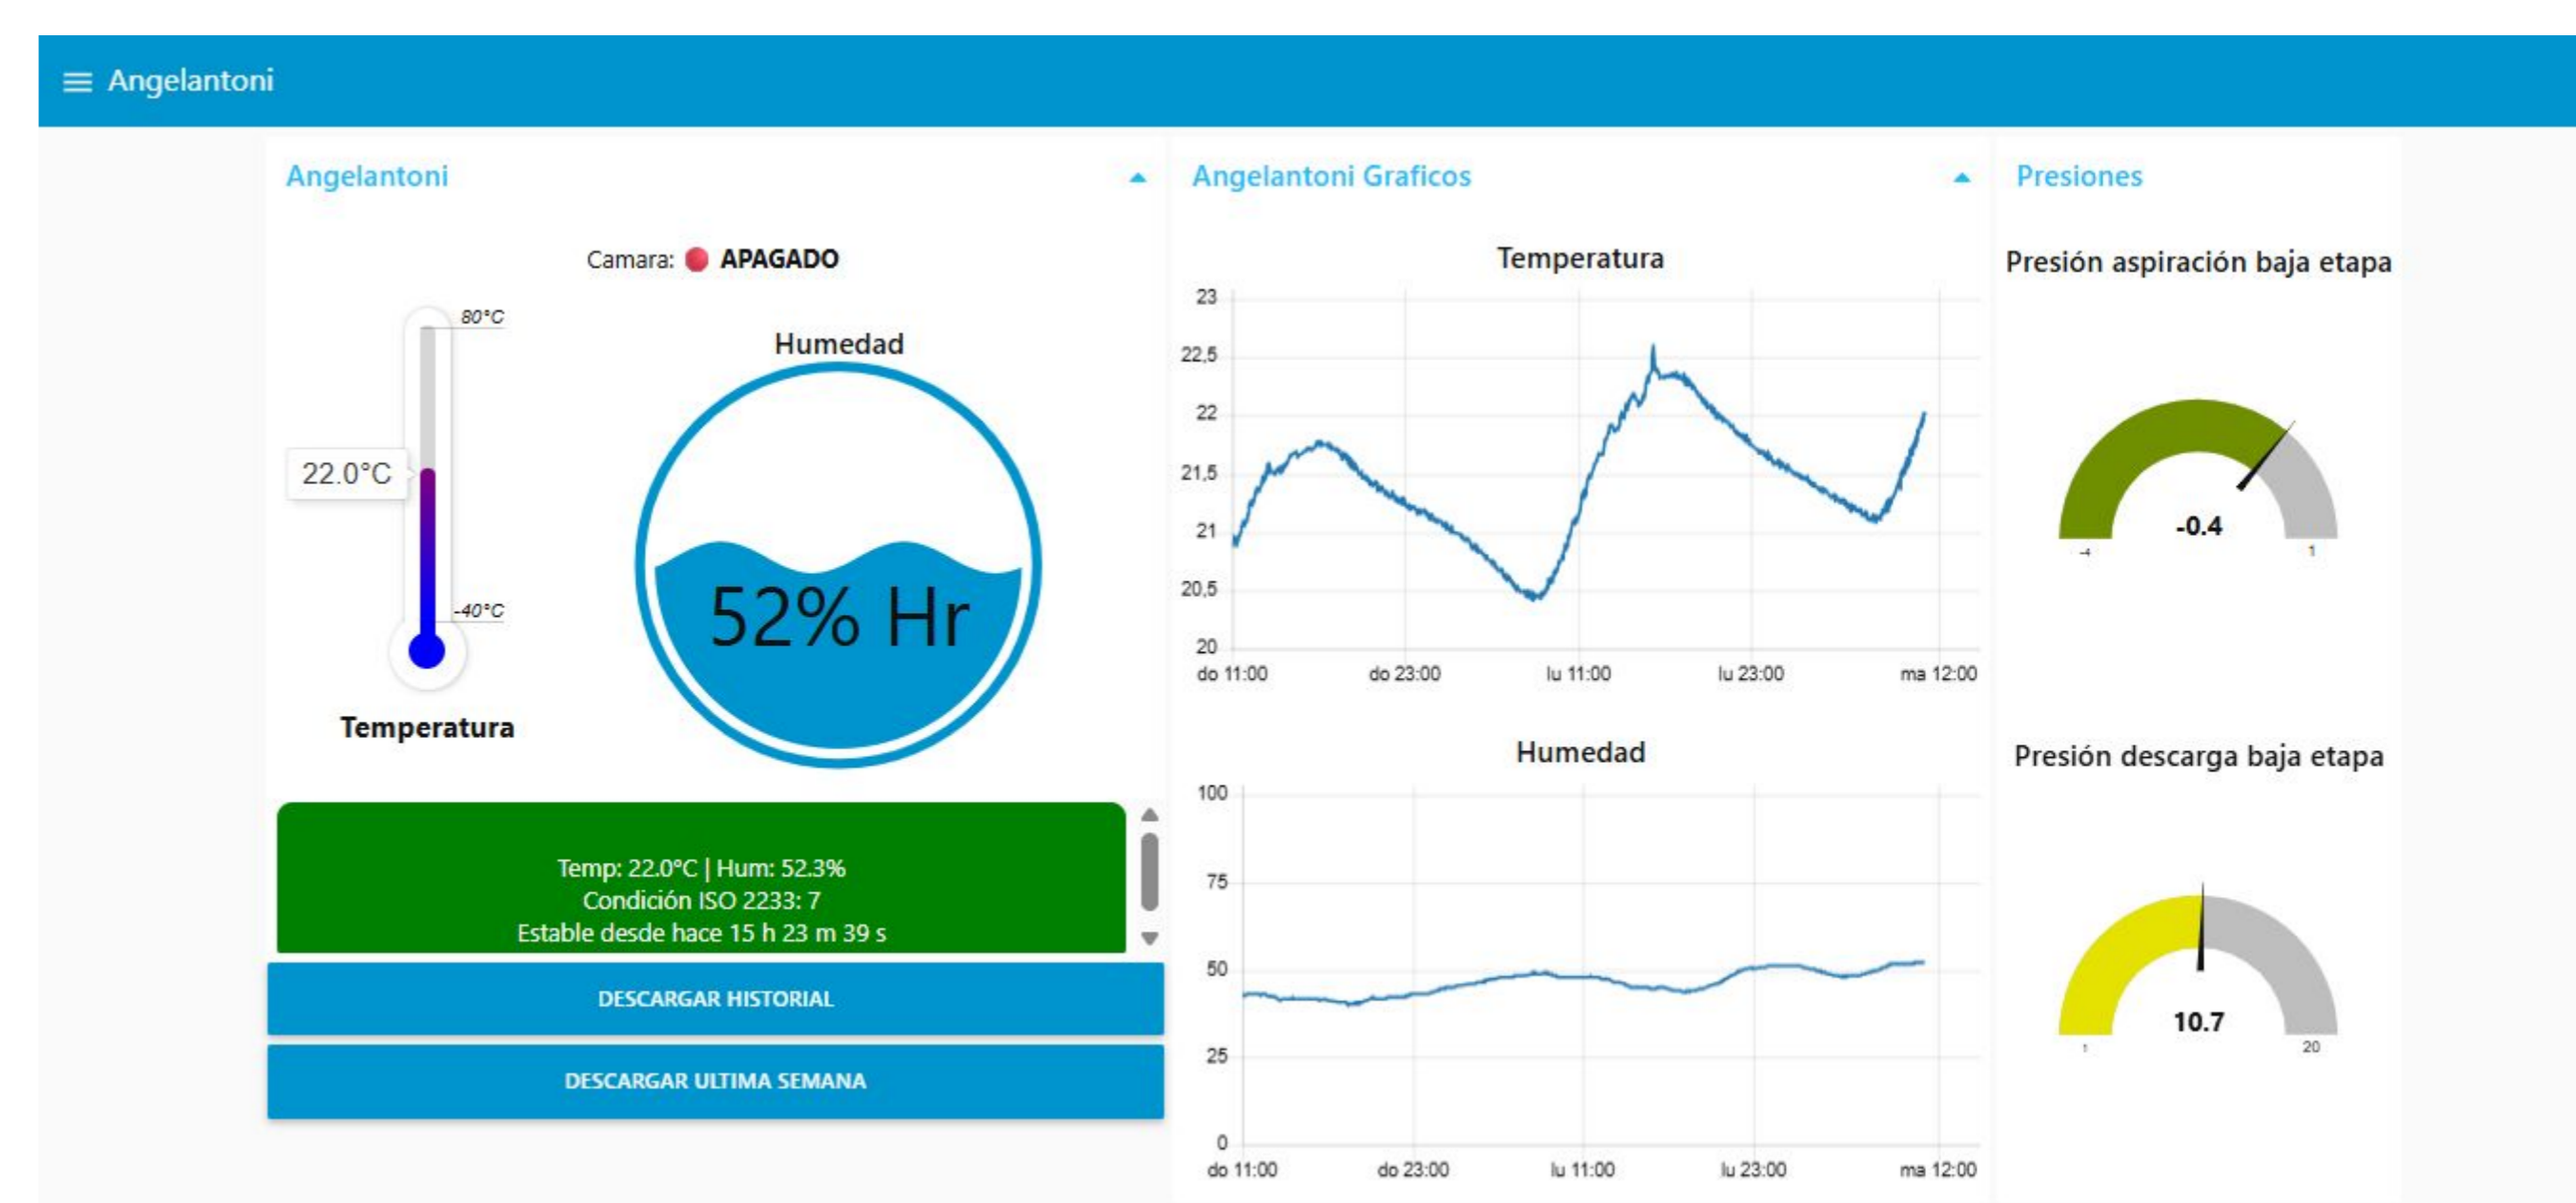 Angelantoni
Angelantoni
Camara: APAGADO
80°C
22.0°C
-40°C
Temperatura
Humedad
52% Hr
Temp: 22.0°C | Hum: 52.3%
Condición ISO 2233: 7
Estable desde hace 15 h 23 m 39 s
DESCARGAR HISTORIAL
DESCARGAR ULTIMA SEMANA
Angelantoni Graficos
Temperatura
23
22,5
22
21,5
21
20,5
20
do 11:00 do 23:00 lu 11:00 lu 23:00 ma 12:00
Humedad
100
75
50
25
0
do 11:00 do 23:00 lu 11:00 lu 23:00 ma 12:00
Presiones
Presión aspiración baja etapa
-0.4
-4 1
Presión descarga baja etapa
10.7
1 20